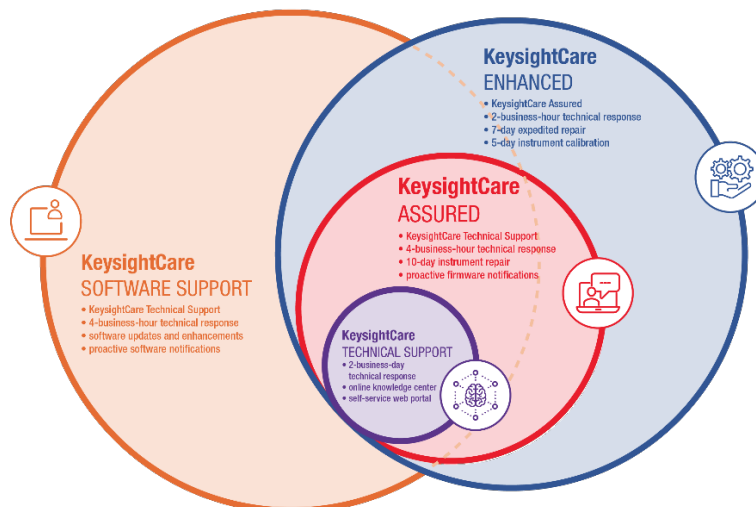 KeysightCare
ENHANCED
• KeysightCare Assured
• 2-business-hour technical response
• 7-day expedited repair
• 5-day instrument calibration
KeysightCare
ASSURED
• KeysightCare Technical Support
• 4-business-hour technical response
• 10-day instrument repair
• proactive firmware notifications
KeysightCare
SOFTWARE SUPPORT
• KeysightCare Technical Support
• 4-business-hour technical response
• software updates and enhancements
• proactive software notifications
KeysightCare
TECHNICAL SUPPORT
• 2-business-day
technical response
• online knowledge center
• self-service web portal